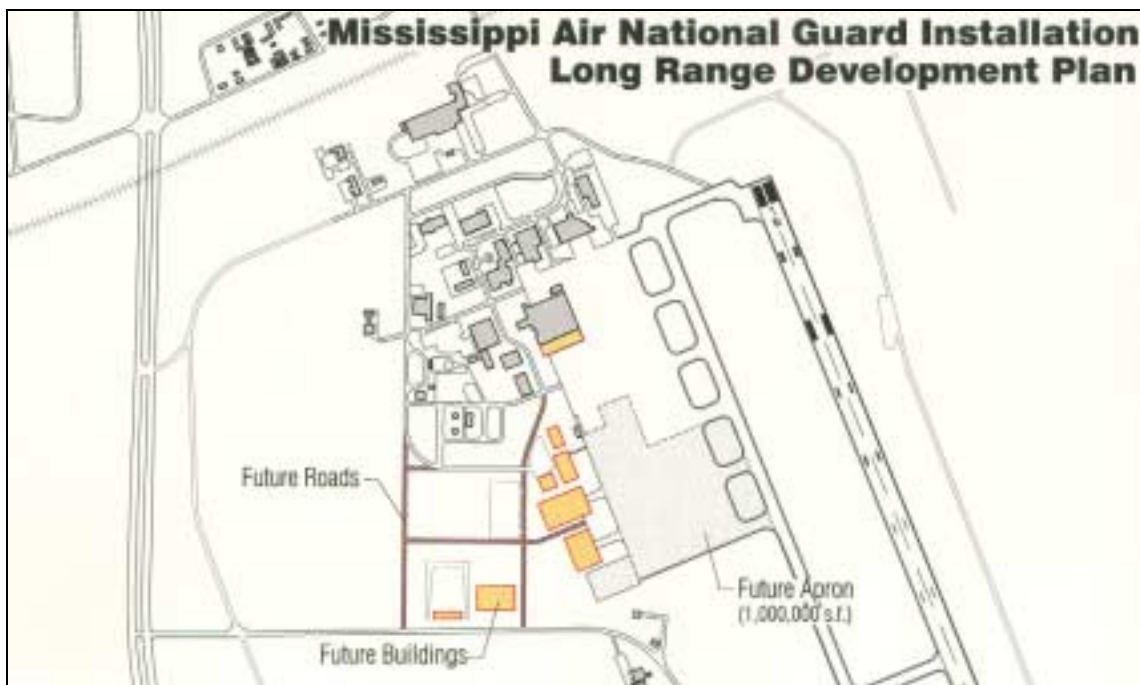 Mississippi Air National Guard Installation
Long Range Development Plan
Future Roads
Future Apron
(1,000,000 s.f.)
Future Buildings